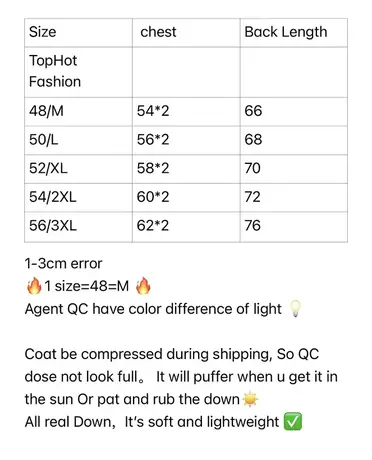 Size chest Back Length
TopHot
Fashion
48/M 54*2 66
50/L 56*2 68
52/XL 58*2 70
54/2XL 60*2 72
56/3XL 62*2 76
1-3cm error
🔥1 size=48=M 🔥
Agent QC have color difference of light 💡
Coat be compressed during shipping, So QC
dose not look full。 It will puffer when u get it in
the sun Or pat and rub the down☀️
All real Down，It’s soft and lightweight ✅